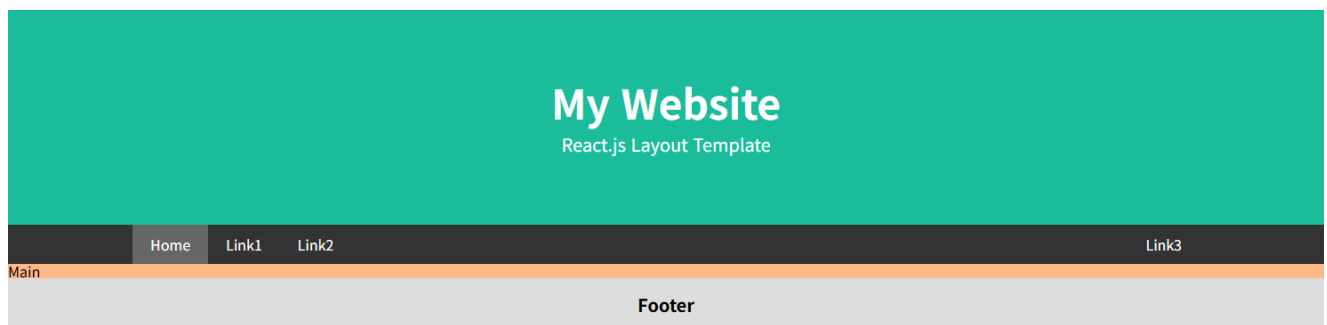 My Website
React.js Layout Template
Home Link1 Link2 Link3
Main
Footer